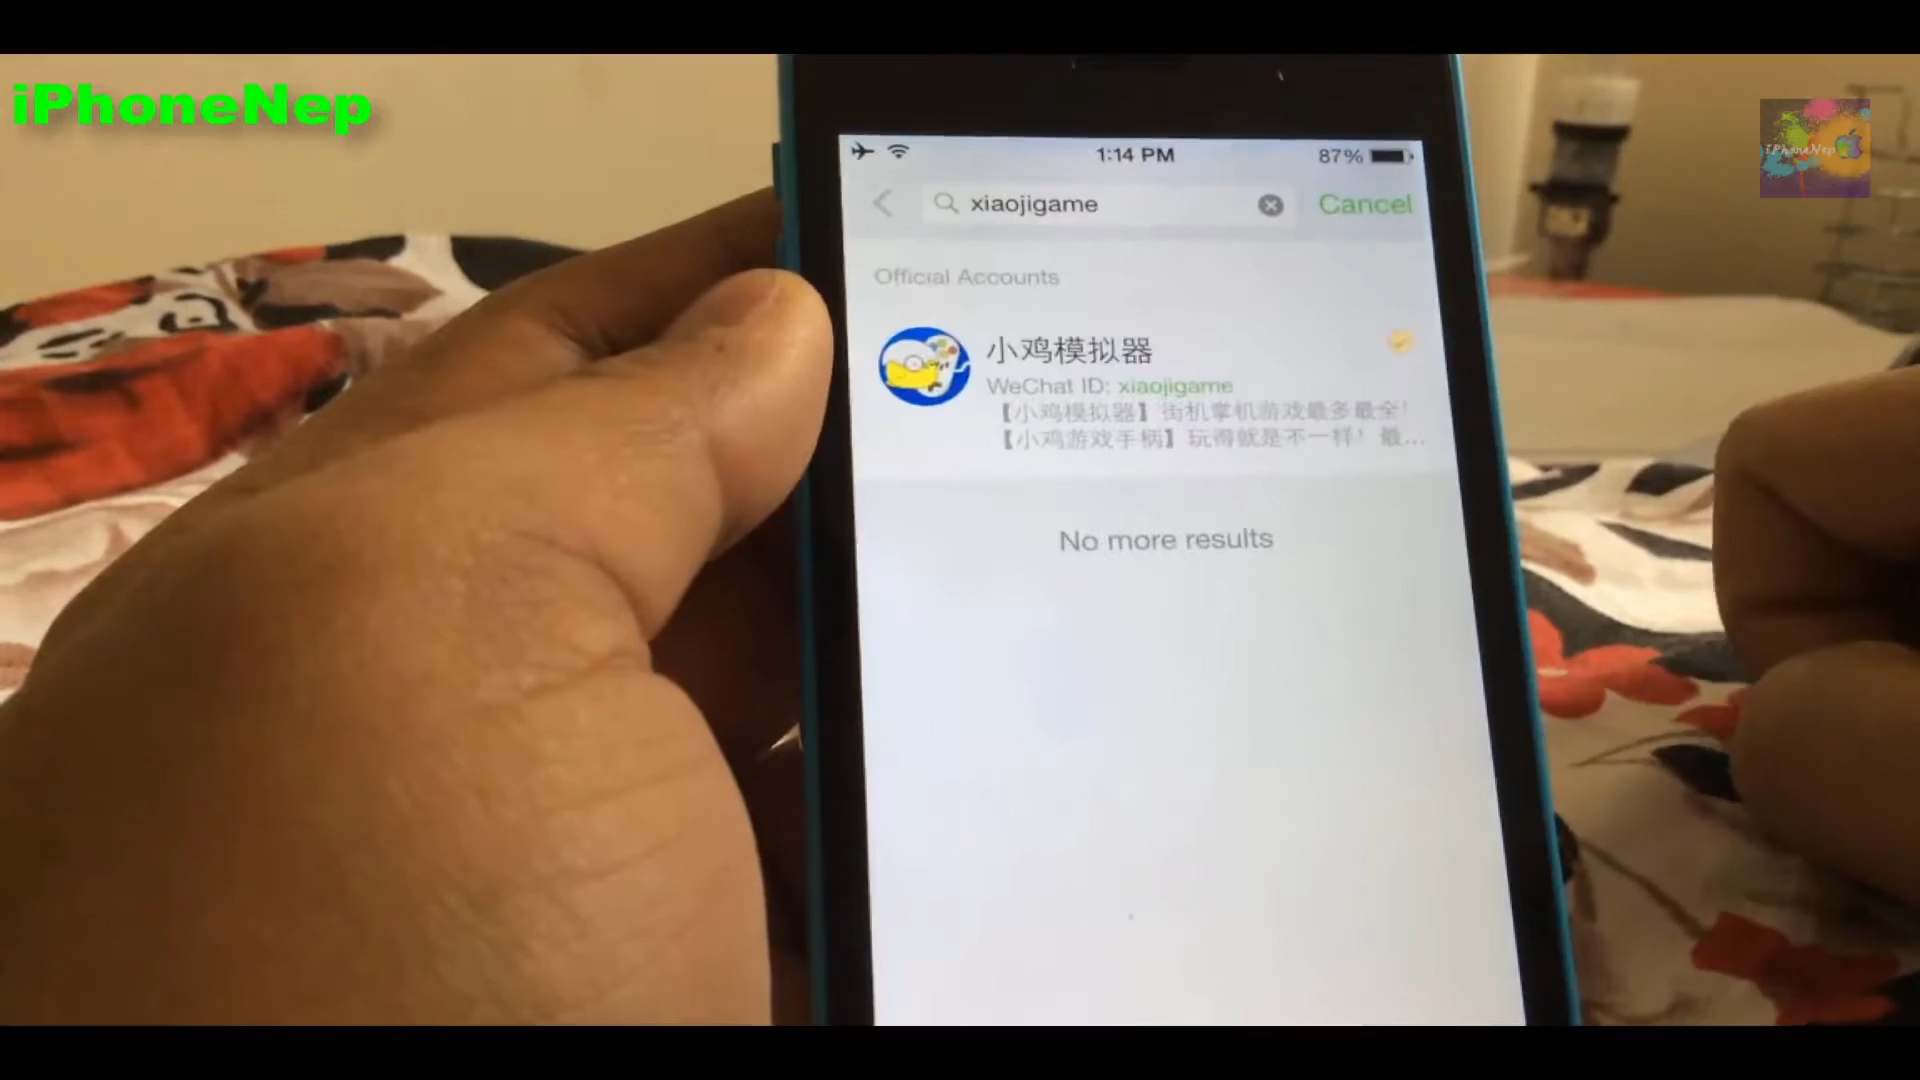 iPhoneNep
iPhoneNep
1:14 PM
87%
xiaojigame
Cancel
Official Accounts
小鸡模拟器
WeChat ID: xiaojigame
【小鸡模拟器】街机掌机游戏最多最全!
【小鸡游戏手柄】玩得就是不一样！最...
No more results